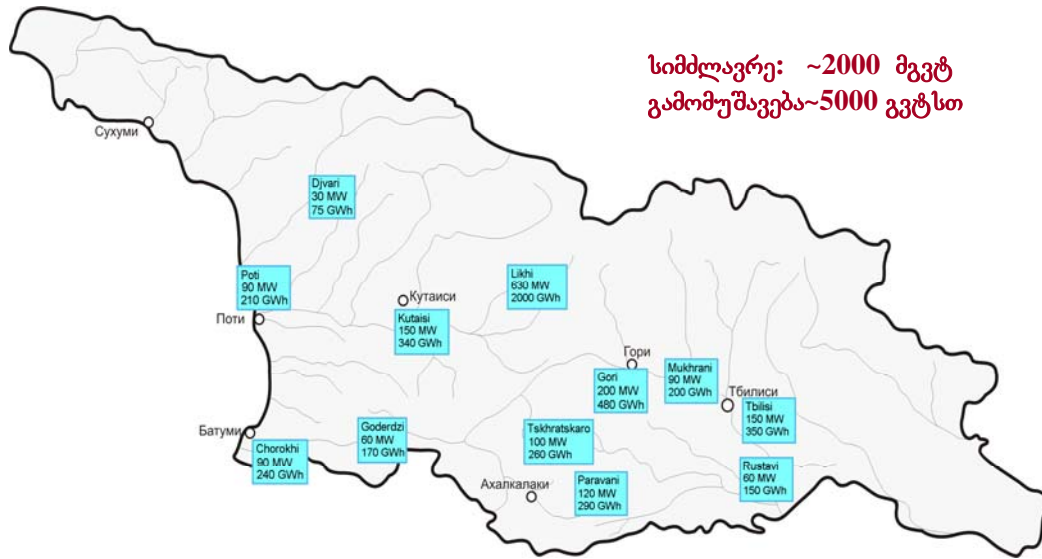 სიმძლავრე: ~2000 მგვტ
გამომუშავება~5000 გვტსთ
Сухуми
Djvari
30 MW
75 GWh
Poti
90 MW
210 GWh
Поти
Кутаиси
Kutaisi
150 MW
340 GWh
Likhi
630 MW
2000 GWh
Гори
Gori
200 MW
480 GWh
Mukhrani
90 MW
200 GWh
Тбилиси
Tbilisi
150 MW
350 GWh
Батуми
Chorokhi
90 MW
240 GWh
Goderdzi
60 MW
170 GWh
Tskhratskaro
100 MW
260 GWh
Ахалкалаки
Paravani
120 MW
290 GWh
Rustavi
60 MW
150 GWh